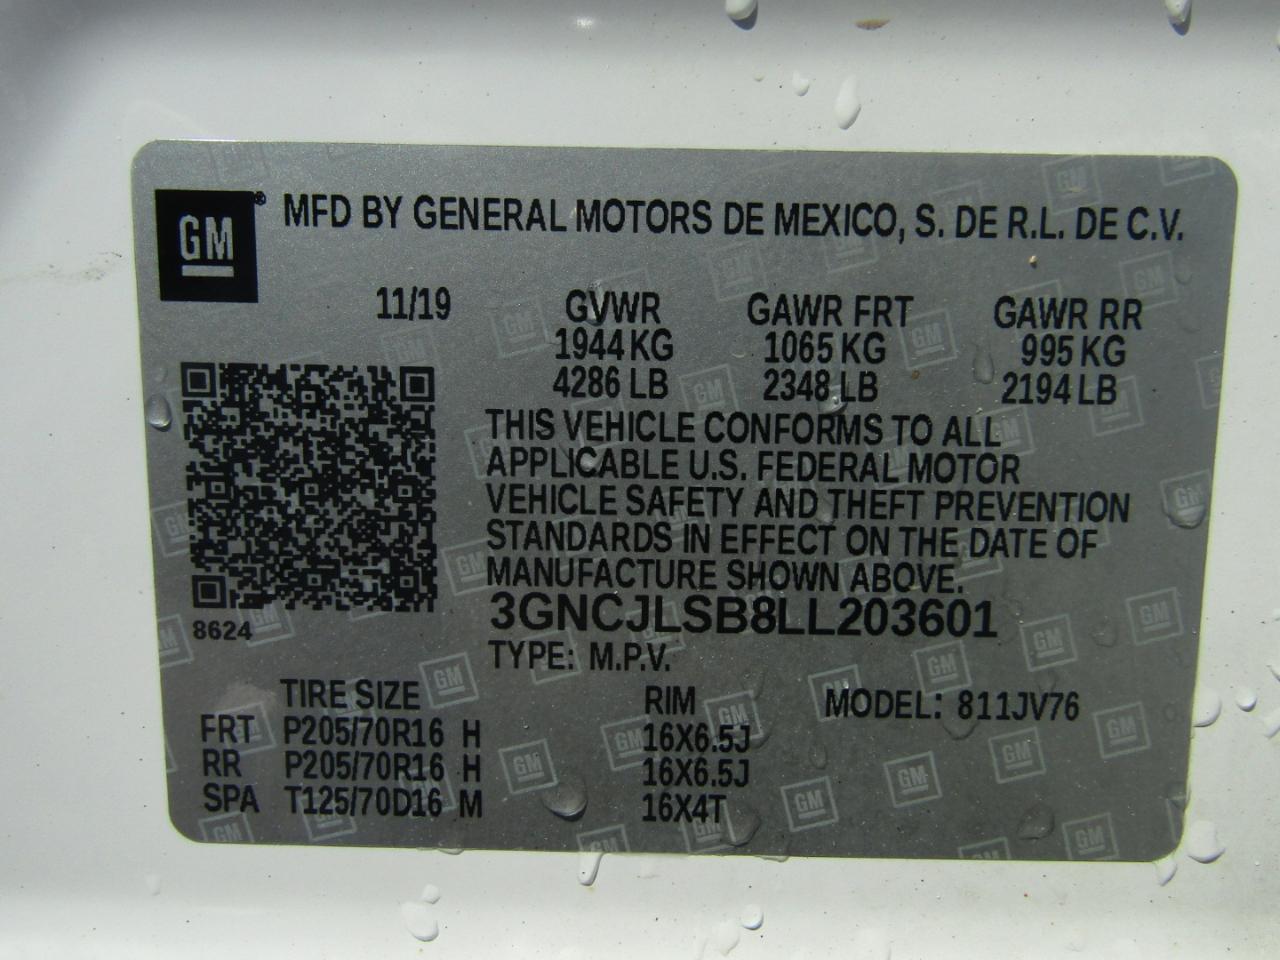 GM® MFD BY GENERAL MOTORS DE MEXICO, S. DE R.L. DE C.V.
11/19 GVWR GAWR FRT GAWR RR
1944 KG 1065 KG 995 KG
4286 LB 2348 LB 2194 LB
THIS VEHICLE CONFORMS TO ALL
APPLICABLE U.S. FEDERAL MOTOR
VEHICLE SAFETY AND THEFT PREVENTION
STANDARDS IN EFFECT ON THE DATE OF
MANUFACTURE SHOWN ABOVE.
3GNCJLSB8LL203601
8624
TYPE: M.P.V.
TIRE SIZE RIM MODEL: 811JV76
FRT P205/70R16 H 16X6.5J
RR P205/70R16 H 16X6.5J
SPA T125/70D16 M 16X4T